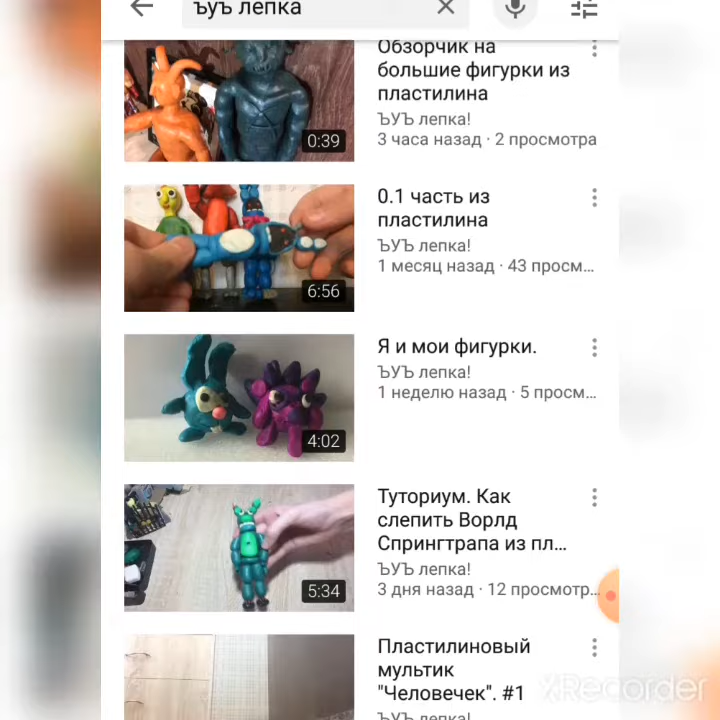 ъуъ лепка
Обзорчик на
большие фигурки из
пластилина
ЪУЪ лепка!
3 часа назад · 2 просмотра
0:39
0.1 часть из
пластилина
ЪУЪ лепка!
1 месяц назад · 43 просм...
6:56
Я и мои фигурки.
ЪУЪ лепка!
1 неделю назад · 5 просм...
4:02
Туториум. Как
слепить Ворлд
Спрингтрапа из пл...
ЪУЪ лепка!
3 дня назад · 12 просмотр...
5:34
Пластилиновый
мультик
"Человечек". #1
ЪУЪ лепка!
XRecorder